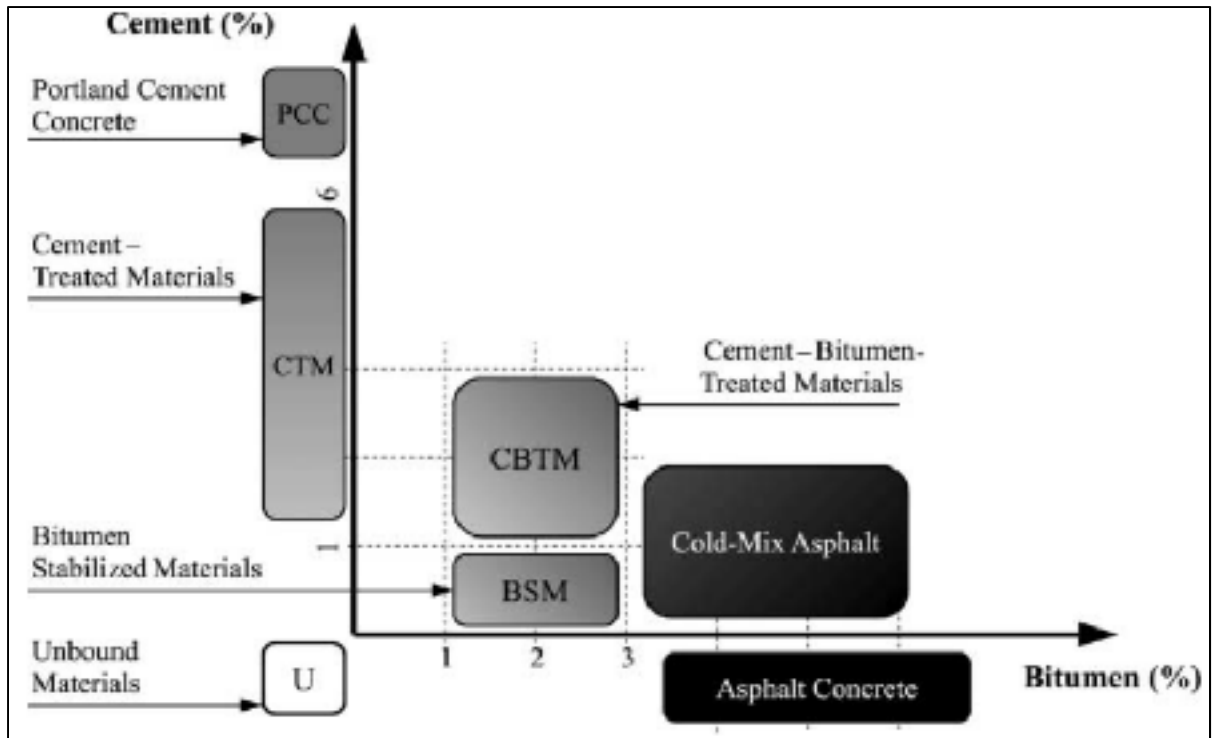 Cement (%)
Portland Cement
Concrete
PCC
6
Cement–
Treated Materials
CTM
Cement–Bitumen-
Treated Materials
CBTM
Cold-Mix Asphalt
Bitumen
Stabilized Materials
1
BSM
Unbound
Materials
U
1 2 3
Asphalt Concrete
Bitumen (%)